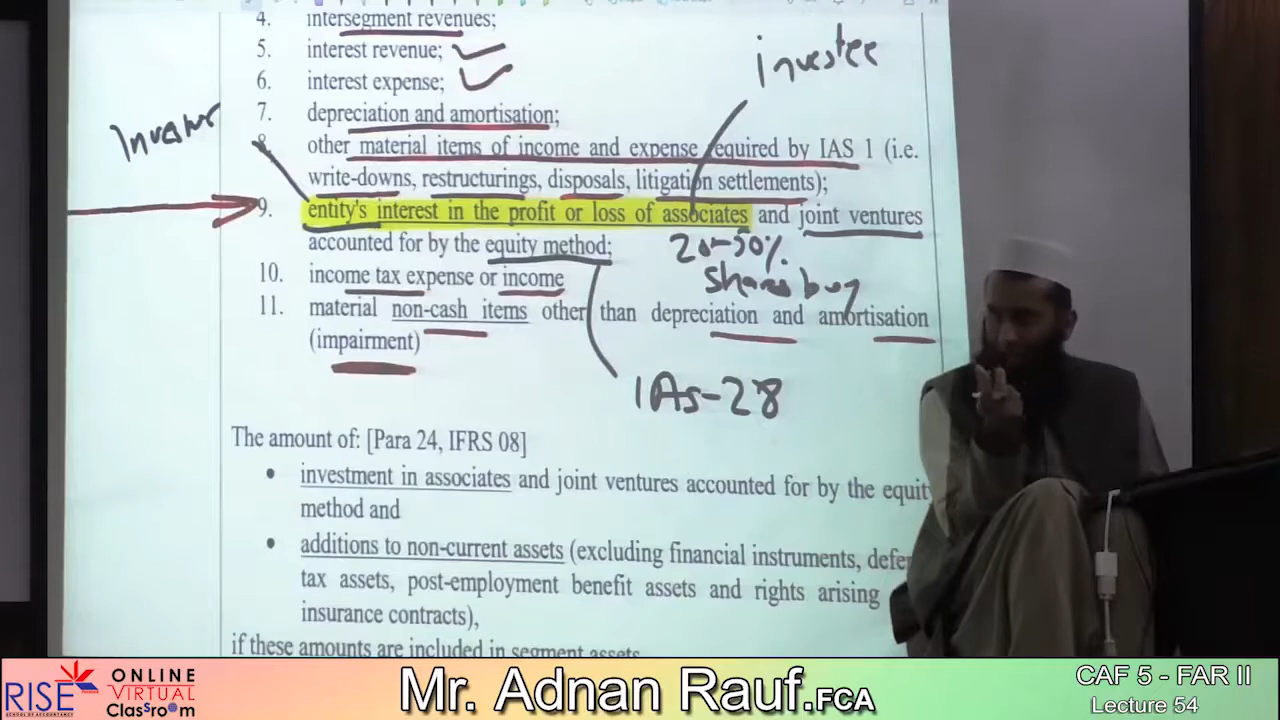 4. intersegment revenues;
5. interest revenue;
6. interest expense;
7. depreciation and amortisation;
8. other material items of income and expense required by IAS 1 (i.e.
write-downs, restructurings, disposals, litigation settlements);
9. entity's interest in the profit or loss of associates and joint ventures
accounted for by the equity method;
10. income tax expense or income
11. material non-cash items other than depreciation and amortisation
(impairment)
investee
Investor
20-50%
shares buy
IAS-28
The amount of: [Para 24, IFRS 08]
• investment in associates and joint ventures accounted for by the equit
method and
• additions to non-current assets (excluding financial instruments, defer
tax assets, post-employment benefit assets and rights arising
insurance contracts),
if these amounts are included in segment assets
RISE
SCHOOL OF ACCOUNTANCY
ONLINE
VIRTUAL
Classroom
Mr. Adnan Rauf.FCA
CAF 5 - FAR II
Lecture 54